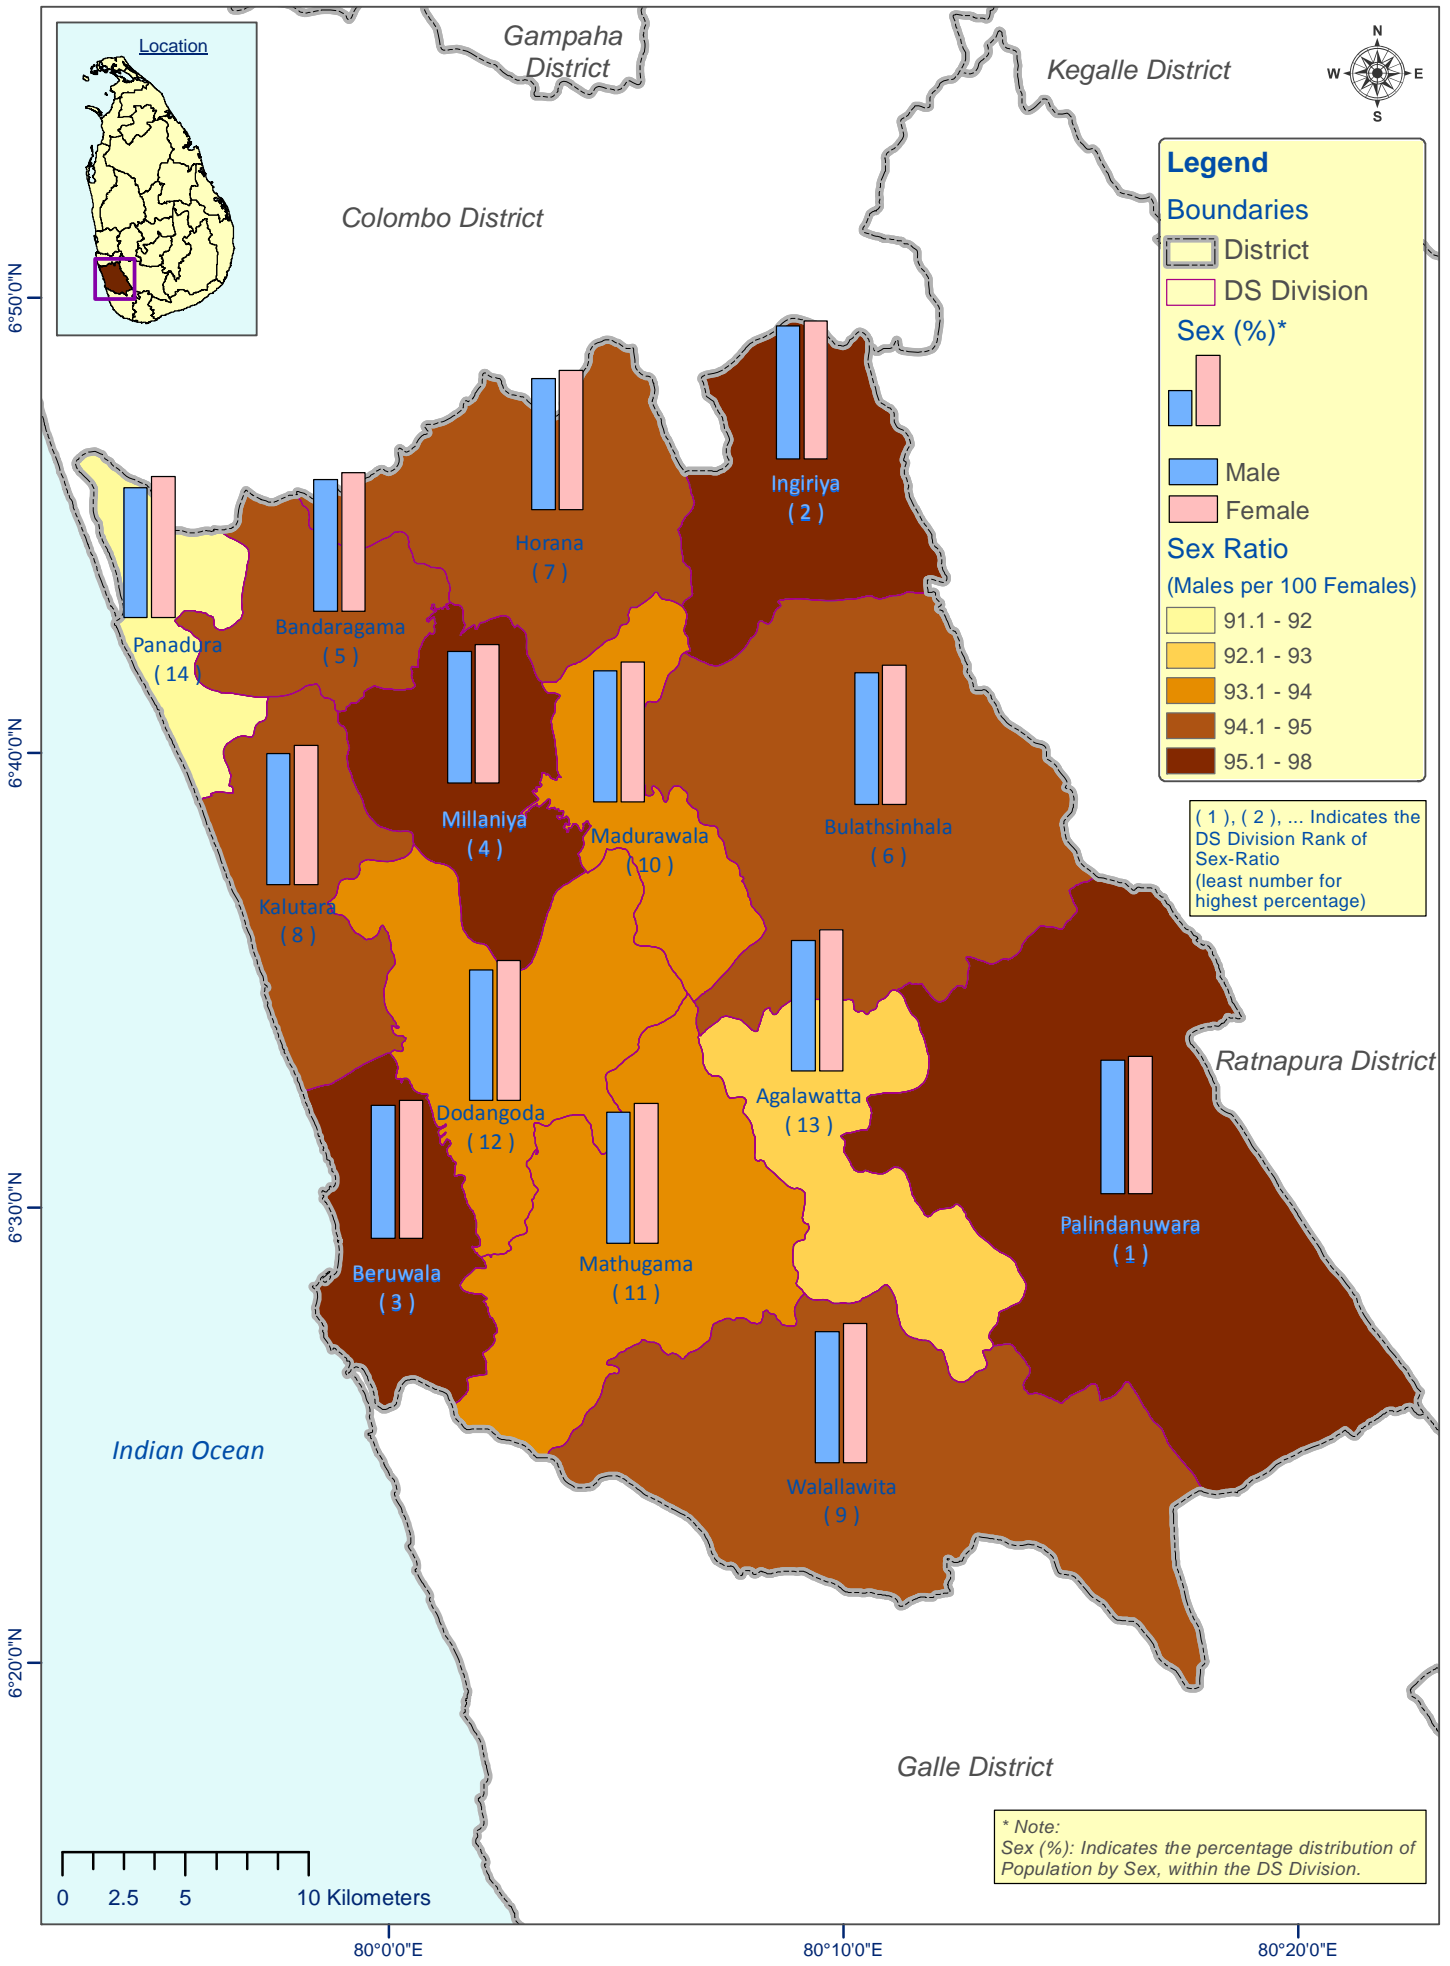 Location
Gampaha
District
Kegalle District
N
W
E
S
Colombo District
Legend
Boundaries
District
DS Division
Sex (%)*
Male
Female
Sex Ratio
(Males per 100 Females)
91.1 - 92
92.1 - 93
93.1 - 94
94.1 - 95
95.1 - 98
( 1 ), ( 2 ), ... Indicates the
DS Division Rank of
Sex-Ratio
(least number for
highest percentage)
6°50'0"N
6°40'0"N
6°30'0"N
6°20'0"N
Ingiriya
( 2 )
Horana
( 7 )
Bandaragama
( 5 )
Panadura
( 14 )
Millaniya
( 4 )
Madurawala
( 10 )
Bulathsinhala
( 6 )
Kalutara
( 8 )
Ratnapura District
Agalawatta
( 13 )
Dodangoda
( 12 )
Palindanuwara
( 1 )
Mathugama
( 11 )
Beruwala
( 3 )
Indian Ocean
Walallawita
( 9 )
Galle District
* Note:
Sex (%): Indicates the percentage distribution of
Population by Sex, within the DS Division.
0 2.5 5 10 Kilometers
80°0'0"E
80°10'0"E
80°20'0"E